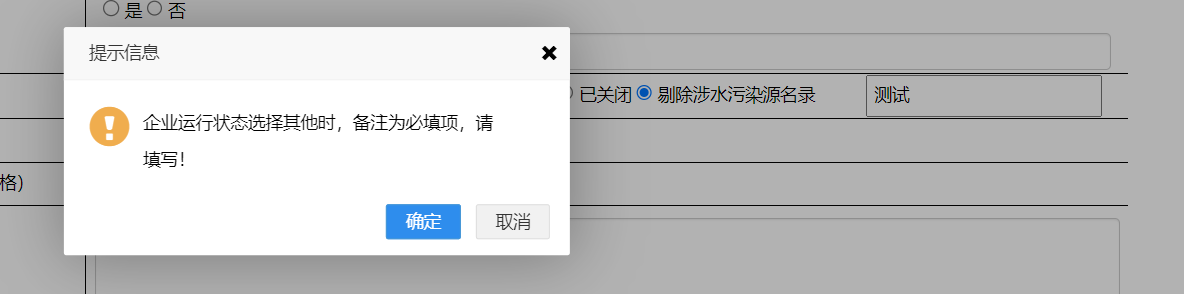 是 否
提示信息
已关闭 剔除涉水污染源名录 测试
企业运行状态选择其他时，备注为必填项，请
填写！
格）
确定 取消